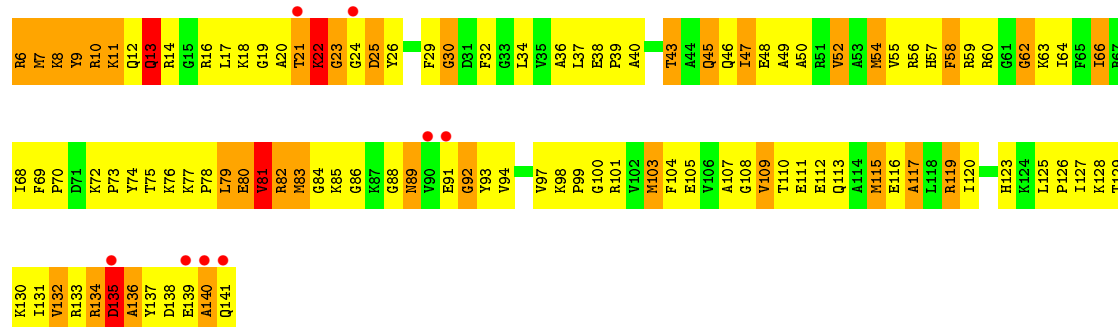 R6 M7 K8 Y9 R10 K11 Q12 Q13 R14 G15 R16 L17 K18 G19 A20 T21 K22 G23 G24 D25 Y26 F29 G30 D31 F32 G33 L34 V35 A36 L37 E38 P39 A40 T43 A44 Q45 Q46 I47 E48 A49 A50 R51 V52 A53 M54 V55 R56 H57 F58 R59 R60 G61 G62 K63 I64 F65 I66 R67
I68 F69 P70 D71 K72 P73 Y74 T75 K76 K77 P78 L79 E80 V81 R82 M83 G84 K85 G86 K87 G88 N89 V90 E91 G92 Y93 V94 V97 K98 P99 G100 R101 V102 M103 F104 E105 V106 A107 G108 V109 T110 E111 E112 Q113 A114 M115 E116 A117 L118 R119 I120 H123 K124 L125 P126 I127 K128 T129
K130 I131 V132 R133 R134 D135 A136 Y137 D138 E139 A140 Q141